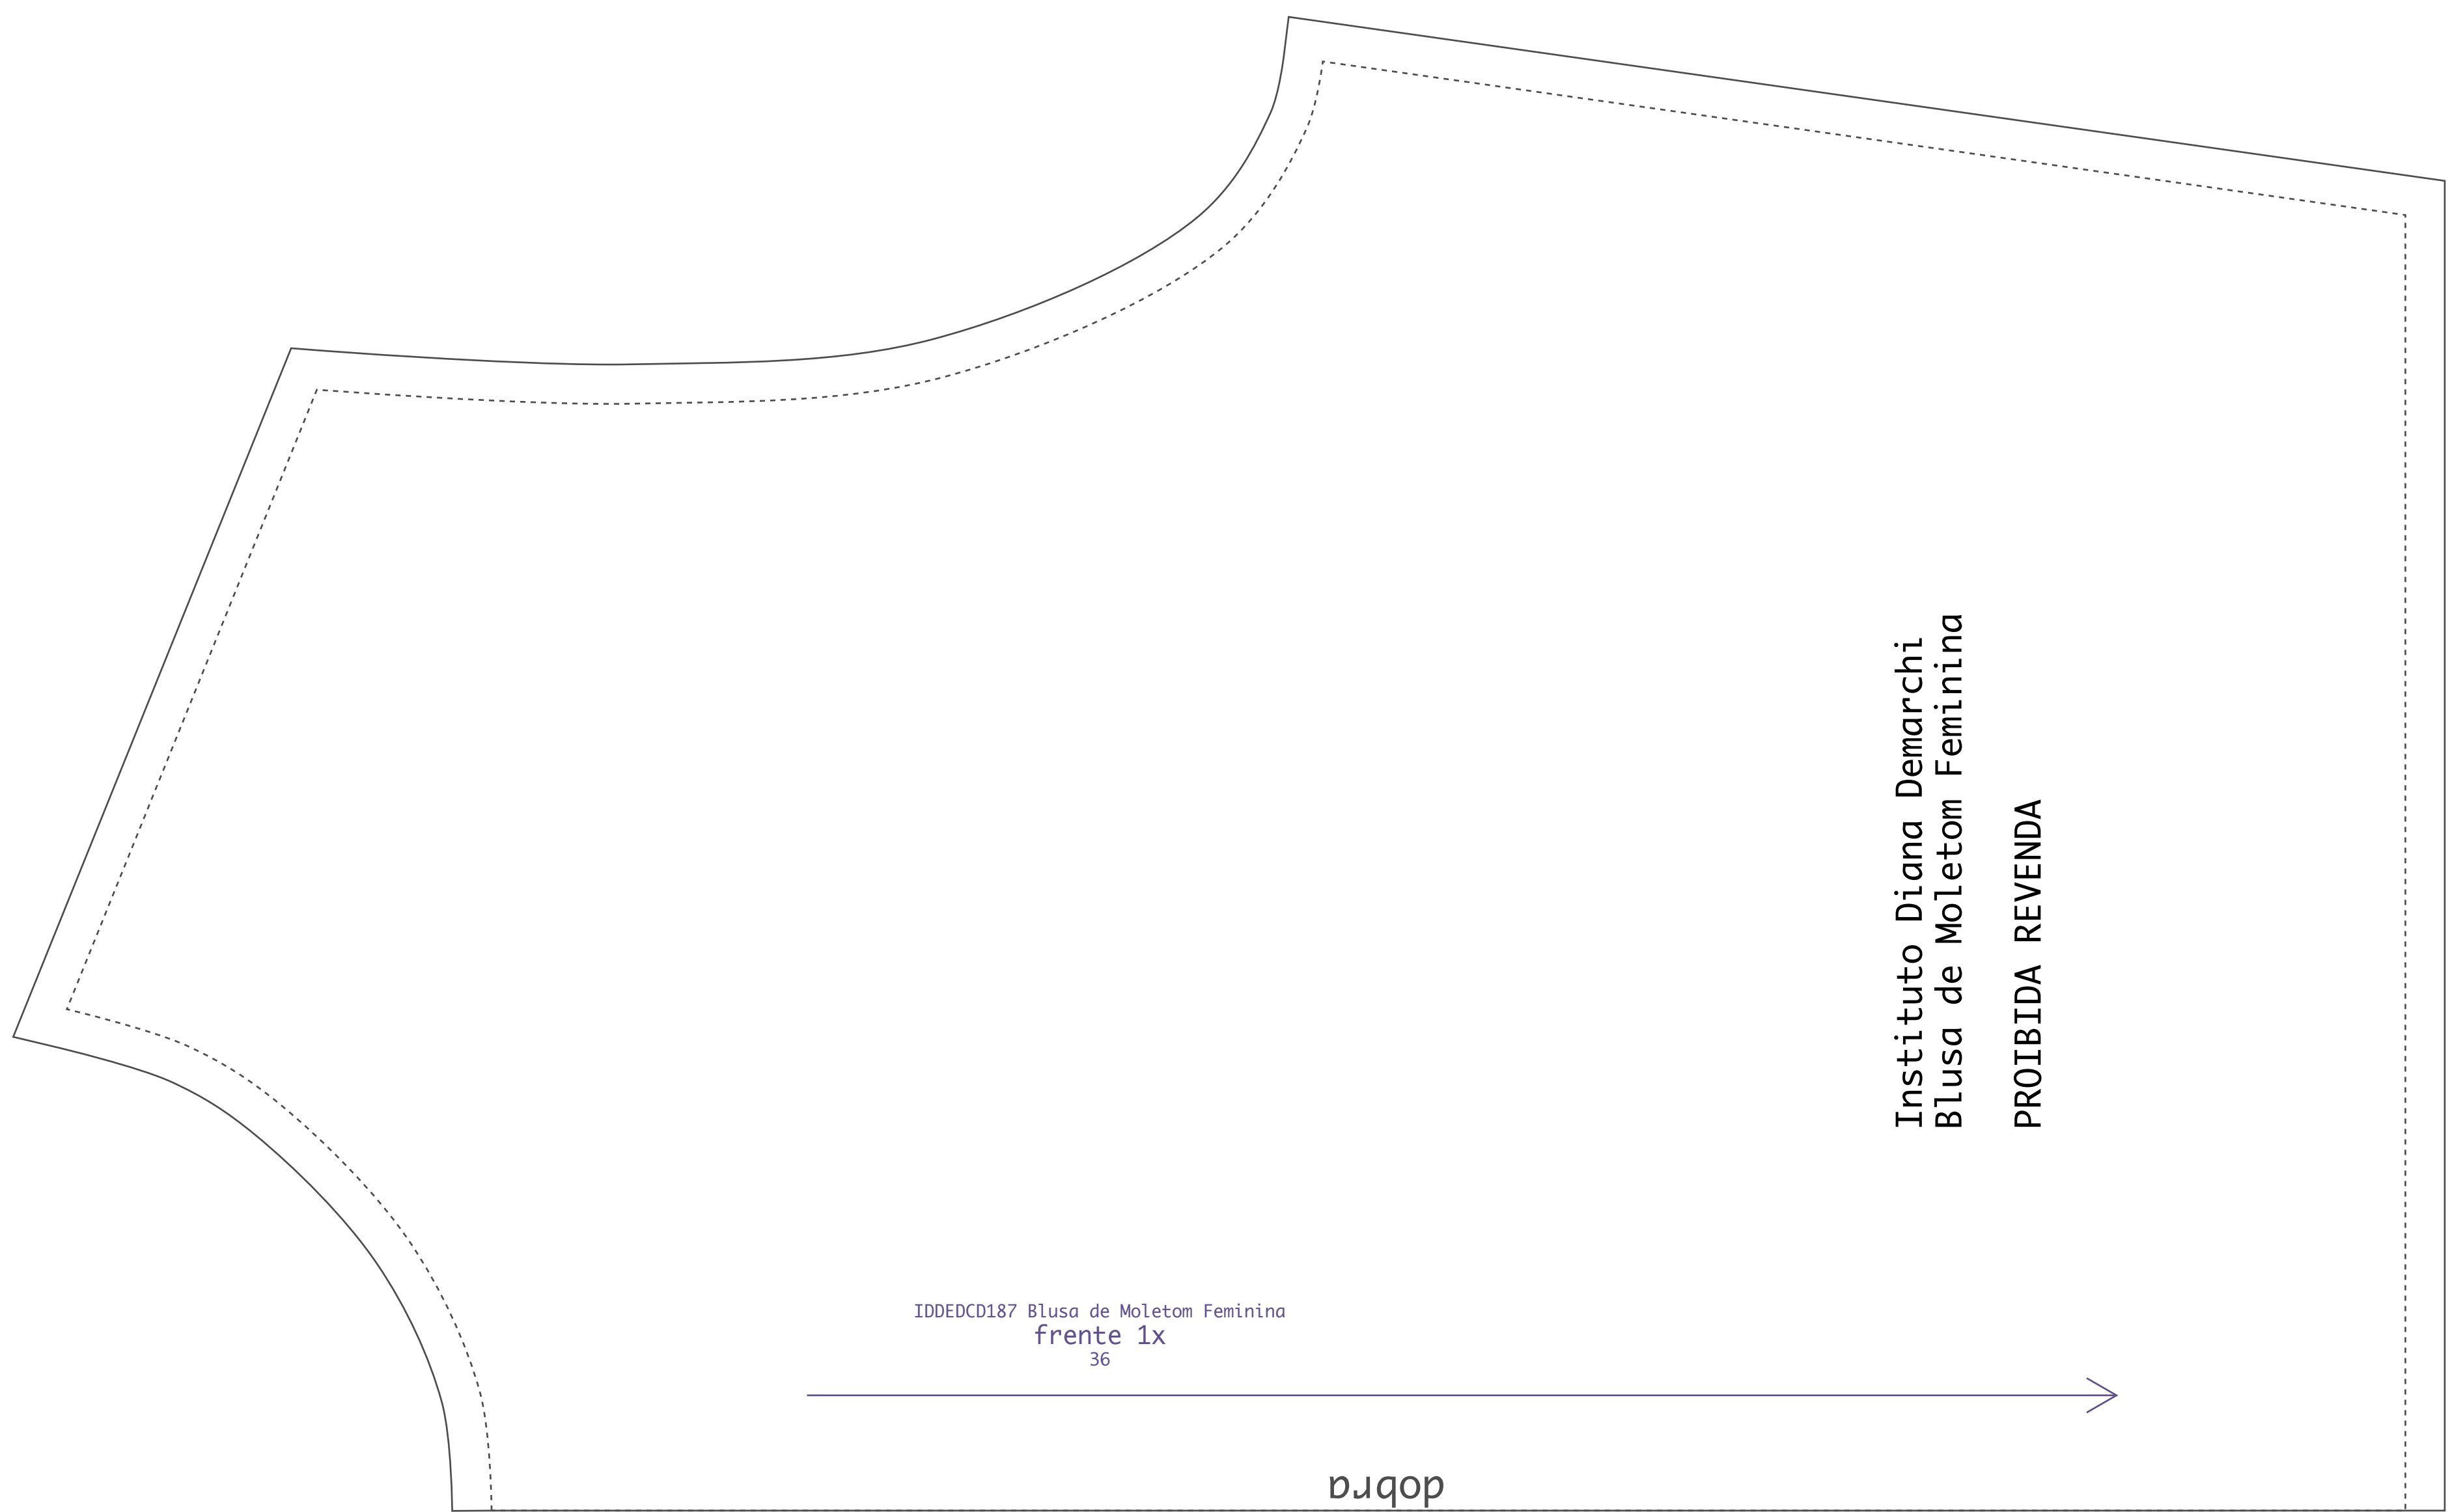 Instituto Diana Demarchi
Blusa de Moletom Feminina
PROIBIDA REVENDA
IDDEDCD187 Blusa de Moletom Feminina
frente 1x
36
dobra